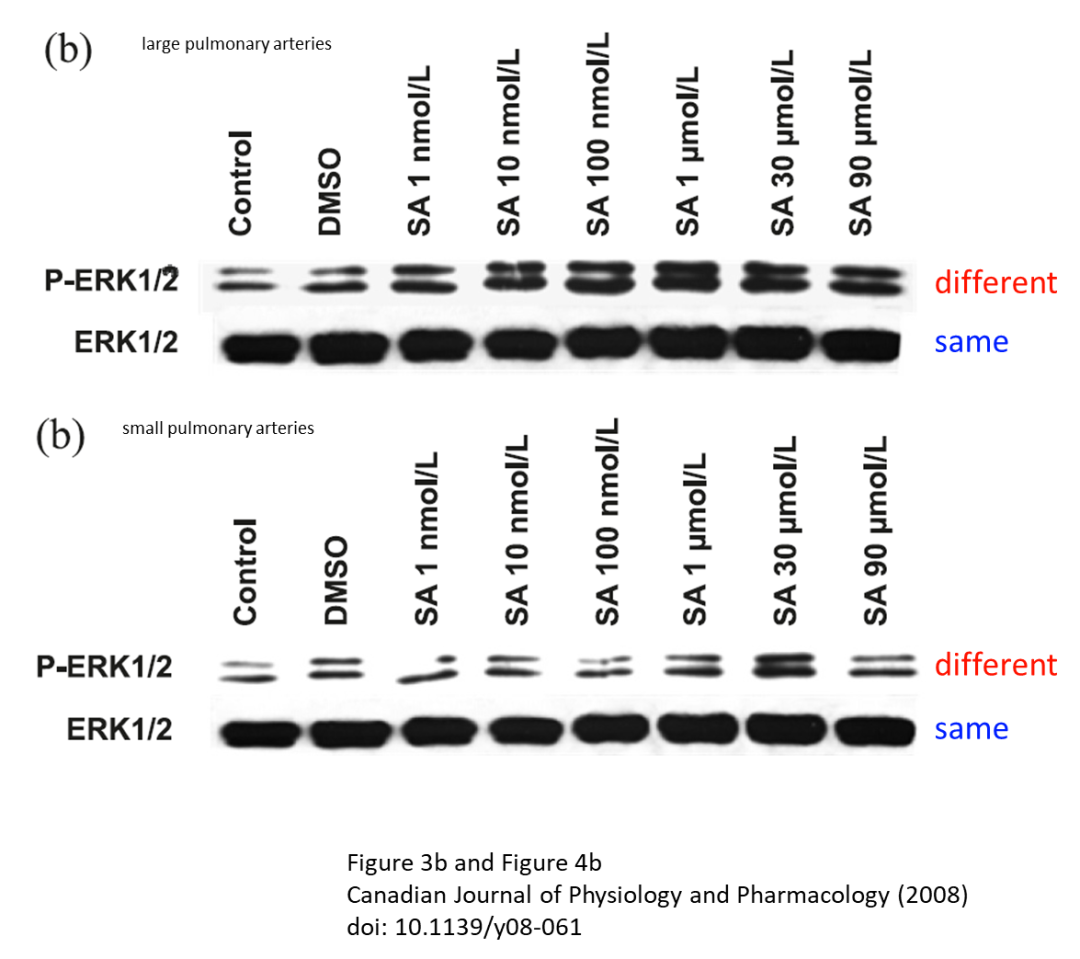 (b) large pulmonary arteries
Control
DMSO
SA 1 nmol/L
SA 10 nmol/L
SA 100 nmol/L
SA 1 µmol/L
SA 30 µmol/L
SA 90 µmol/L
P-ERK1/2 different
ERK1/2 same
(b) small pulmonary arteries
Control
DMSO
SA 1 nmol/L
SA 10 nmol/L
SA 100 nmol/L
SA 1 µmol/L
SA 30 µmol/L
SA 90 µmol/L
P-ERK1/2 different
ERK1/2 same
Figure 3b and Figure 4b
Canadian Journal of Physiology and Pharmacology (2008)
doi: 10.1139/y08-061